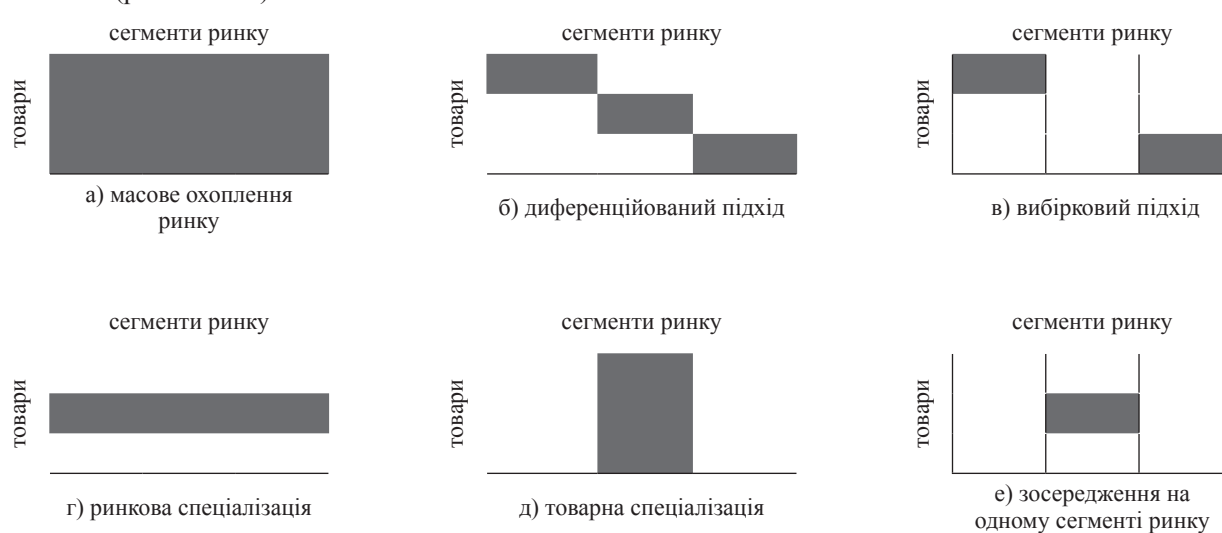 сегменти ринку
товари
а) масове охоплення
ринку
сегменти ринку
товари
б) диференційований підхід
сегменти ринку
товари
в) вибірковий підхід
сегменти ринку
товари
г) ринкова спеціалізація
сегменти ринку
товари
д) товарна спеціалізація
сегменти ринку
товари
е) зосередження на
одному сегменті ринку